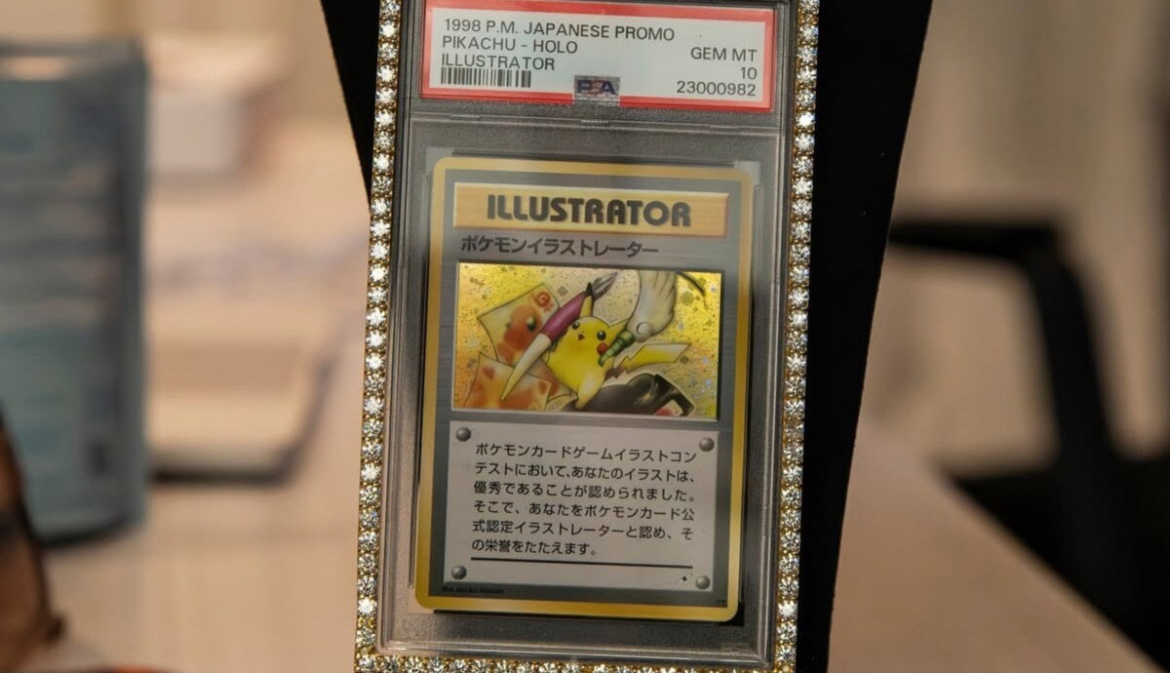 1998 P.M. JAPANESE PROMO
PIKACHU - HOLO
GEM MT
ILLUSTRATOR
10
PSA
23000982
ILLUSTRATOR
ポケモンイラストレーター
ポケモンカードゲームイラストコン
テストにおいて、あなたのイラストは、
優秀であることが認められました。
そこで、あなたをポケモンカード公
式認定イラストレーターと認め、そ
の栄誉をたたえます。